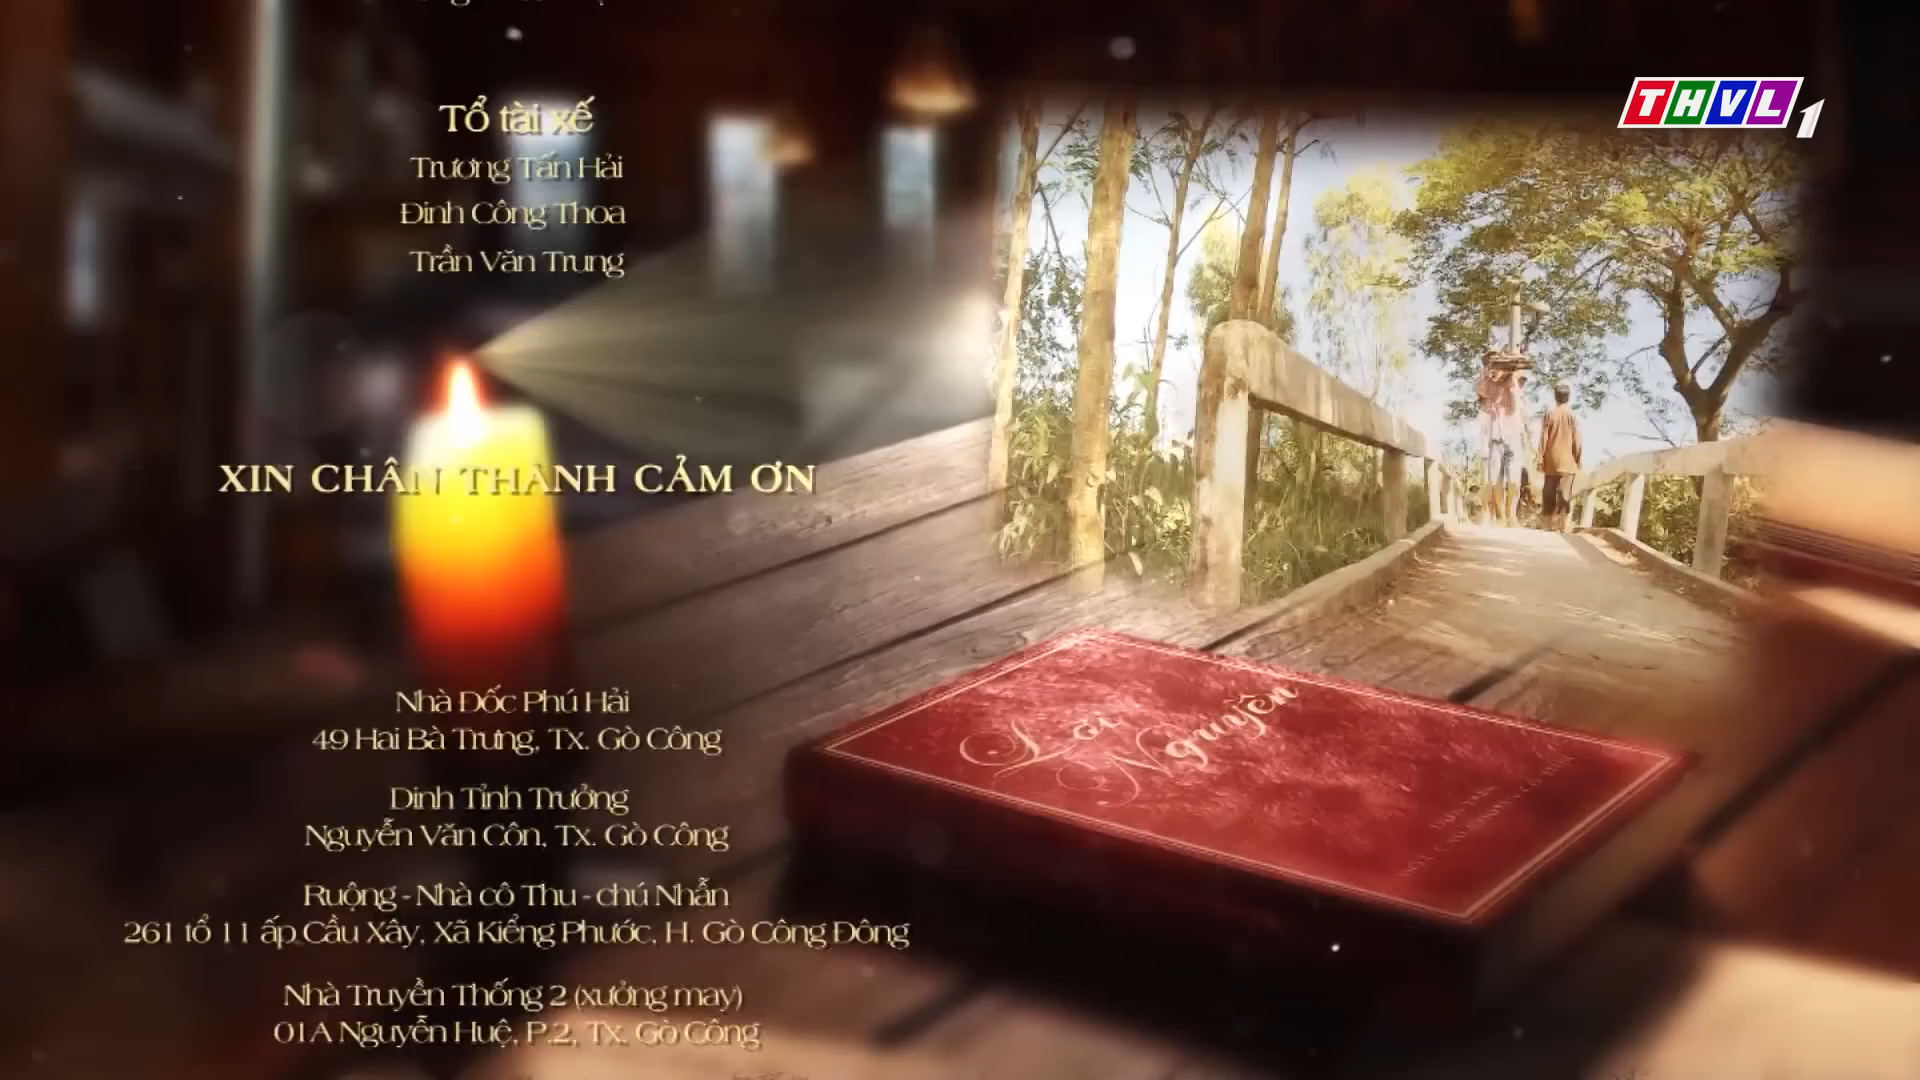 THVL1
Tổ tài xế
Trương Tấn Hải
Đinh Công Thoa
Trần Văn Trung
XIN CHÂN THÀNH CẢM ƠN
Nhà Đốc Phú Hải
49 Hai Bà Trưng, Tx. Gò Công
Dinh Tỉnh Trưởng
Nguyễn Văn Côn, Tx. Gò Công
Ruộng - Nhà cô Thu - chú Nhẫn
261 tổ 11 ấp Cầu Xây, Xã Kiểng Phước, H. Gò Công Đông
Nhà Truyền Thống 2 (xưởng may)
01A Nguyễn Huệ, P.2, Tx. Gò Công
Lời
Nguyền